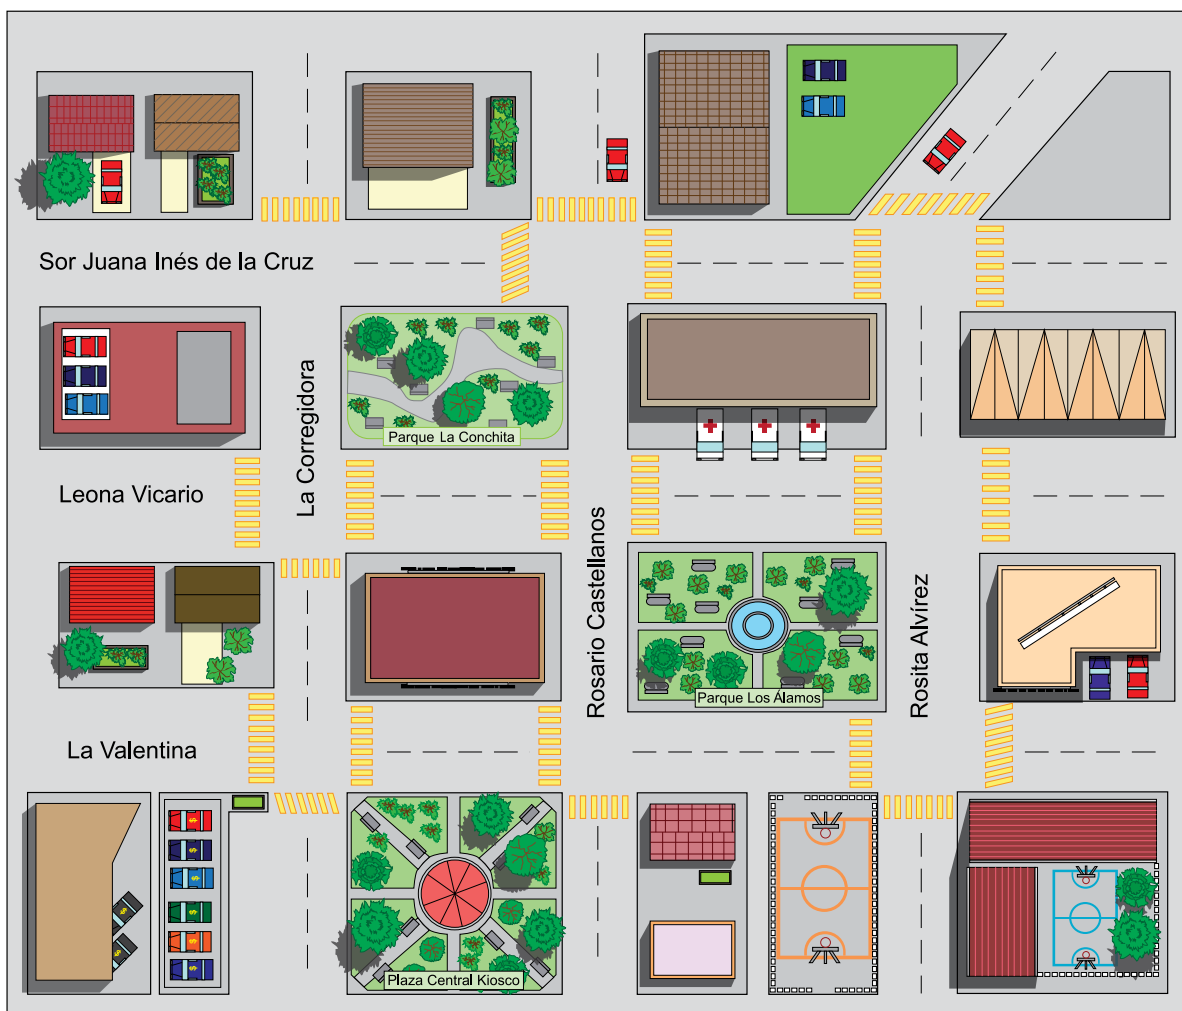 Sor Juana Inés de la Cruz
La Corregidora
Parque La Conchita
Leona Vicario
Rosario Castellanos
Rosita Alvírez
Parque Los Álamos
La Valentina
$
$
$
$
$
$
$
$
Plaza Central Kiosco